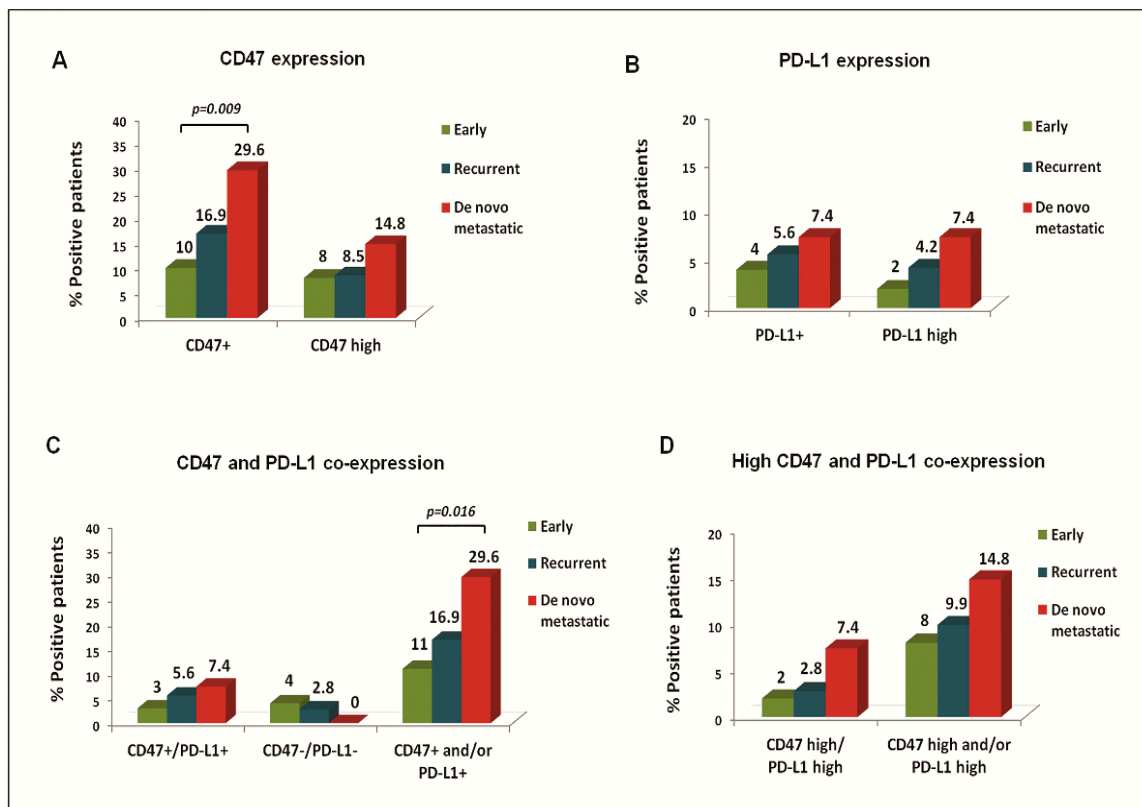 A
CD47 expression
p=0.009
% Positive patients
40
35
30
25
20
15
10
5
0
10
16.9
29.6
8
8.5
14.8
CD47+
CD47 high
Early
Recurrent
De novo
metastatic
B
PD-L1 expression
% Positive patients
20
15
10
5
0
4
5.6
7.4
2
4.2
7.4
PD-L1+
PD-L1 high
Early
Recurrent
De novo
metastatic
C
CD47 and PD-L1 co-expression
p=0.016
% Positive patients
40
35
30
25
20
15
10
5
0
3
5.6
7.4
4
2.8
0
11
16.9
29.6
CD47+/PD-L1+
CD47-/PD-L1-
CD47+ and/or
PD-L1+
Early
Recurrent
De novo
metastatic
D
High CD47 and PD-L1 co-expression
% Positive patients
20
15
10
5
0
2
2.8
7.4
8
9.9
14.8
CD47 high/
PD-L1 high
CD47 high and/or
PD-L1 high
Early
Recurrent
De novo
metastatic